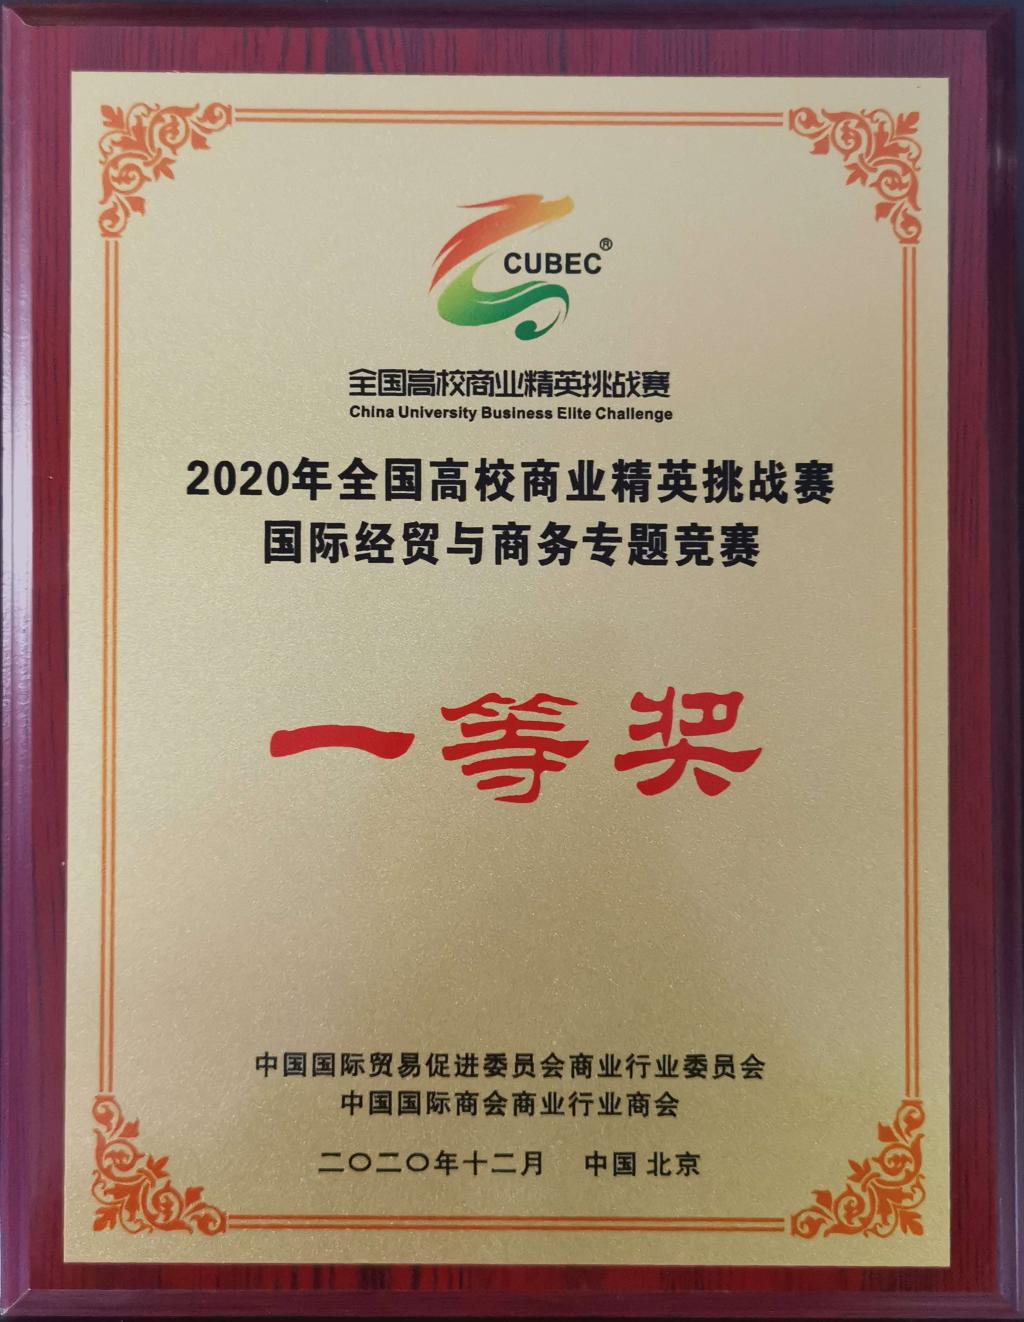 CUBEC®
全国高校商业精英挑战赛
China University Business Elite Challenge
2020年全国高校商业精英挑战赛
国际经贸与商务专题竞赛
一等奖
中国国际贸易促进委员会商业行业委员会
中国国际商会商业行业商会
二〇二〇年十二月 中国 北京